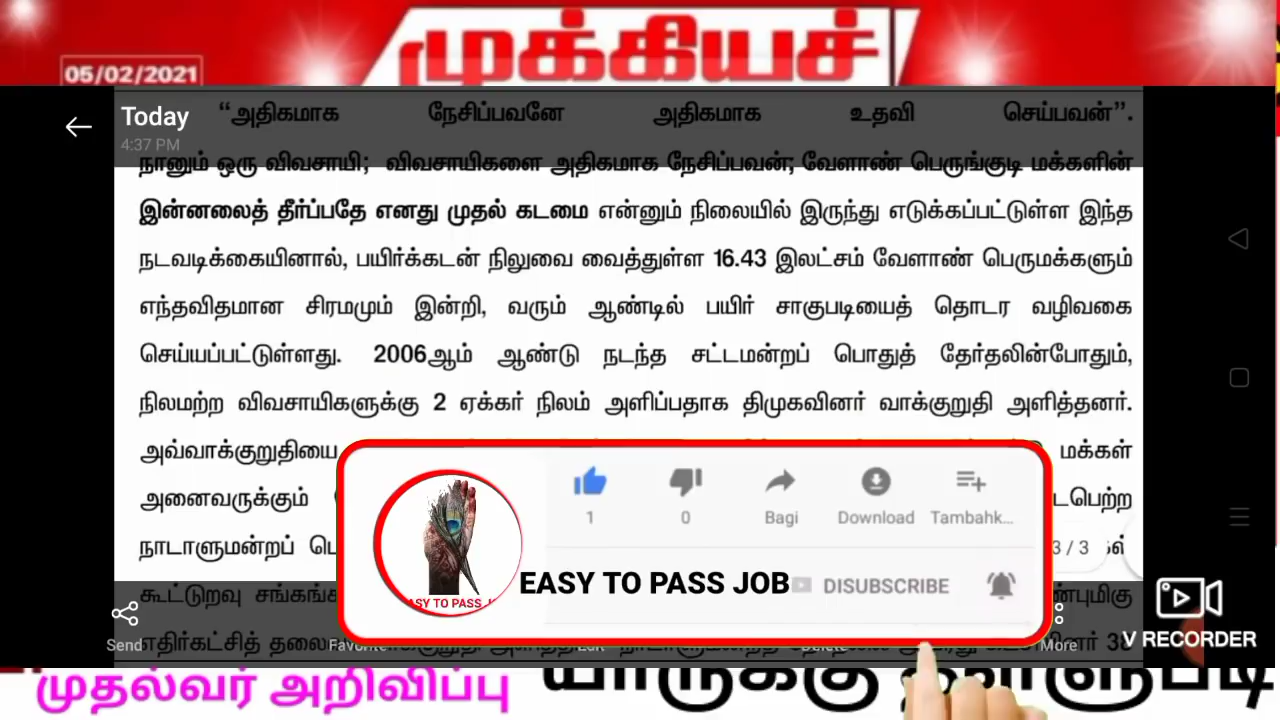 முக்கியச்
05/02/2021
Today
4:37 PM
“அதிகமாக நேசிப்பவனே அதிகமாக உதவி செய்பவன்”.
நானும் ஒரு விவசாயி; விவசாயிகளை அதிகமாக நேசிப்பவன்; வேளாண் பெருங்குடி மக்களின்
இன்னலைத் தீர்ப்பதே எனது முதல் கடமை என்னும் நிலையில் இருந்து எடுக்கப்பட்டுள்ள இந்த
நடவடிக்கையினால், பயிர்க்கடன் நிலுவை வைத்துள்ள 16.43 இலட்சம் வேளாண் பெருமக்களும்
எந்தவிதமான சிரமமும் இன்றி, வரும் ஆண்டில் பயிர் சாகுபடியைத் தொடர வழிவகை
செய்யப்பட்டுள்ளது. 2006ஆம் ஆண்டு நடந்த சட்டமன்றப் பொதுத் தேர்தலின்போதும்,
நிலமற்ற விவசாயிகளுக்கு 2 ஏக்கர் நிலம் அளிப்பதாக திமுகவினர் வாக்குறுதி அளித்தனர்.
அவ்வாக்குறுதியை மக்கள்
அனைவருக்கும்
நாடாளுமன்றப் 3 / 3
கூட்டுறவு
1 0 Bagi Download Tambahk...
EASY TO PASS JOB DISUBSCRIBE
Send Favorite Edit Delete More
V RECORDER
முதல்வர் அறிவிப்பு யாருக்கு